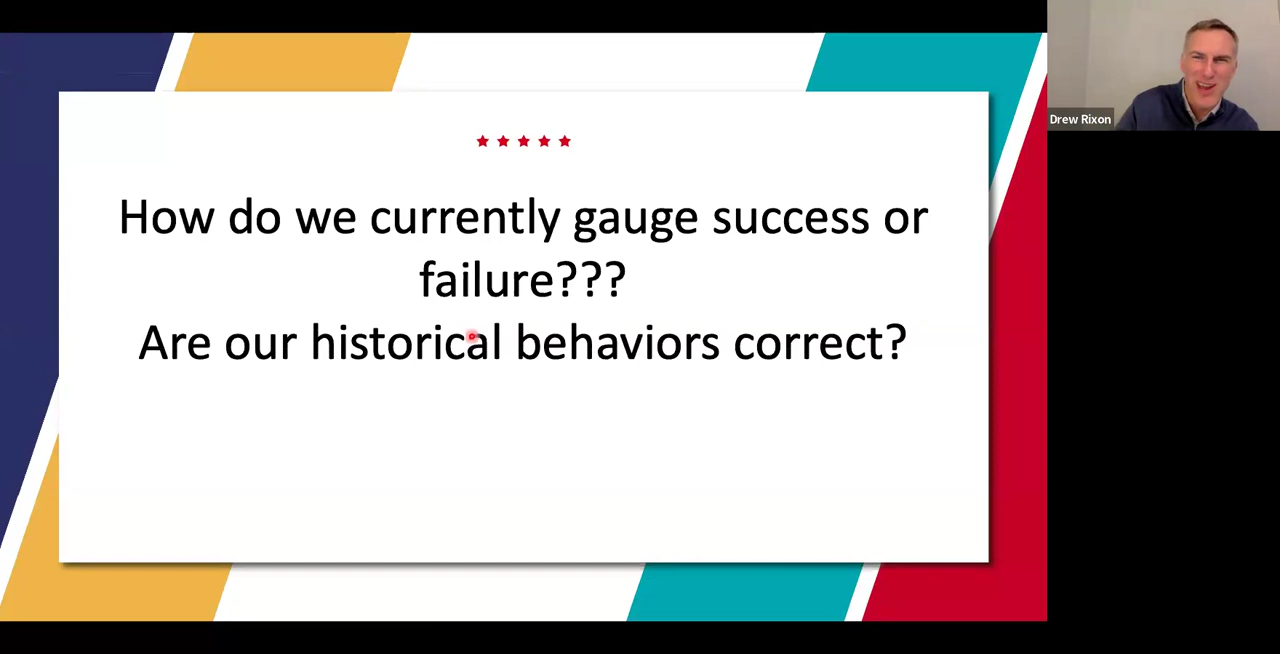 How do we currently gauge success or
failure???
Are our historical behaviors correct?
Drew Rixon